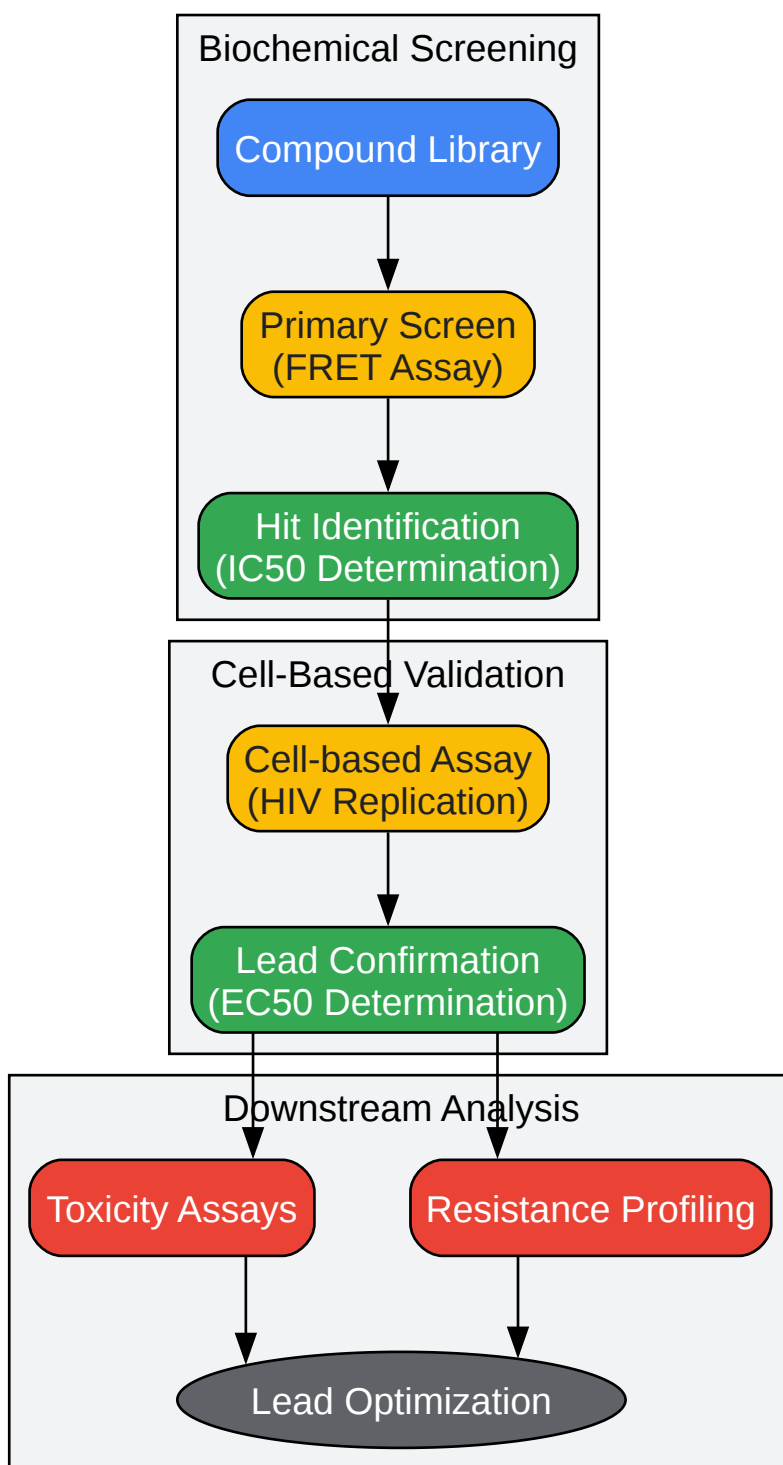 Biochemical Screening
Compound Library
Primary Screen
(FRET Assay)
Hit Identification
(IC50 Determination)
Cell-Based Validation
Cell-based Assay
(HIV Replication)
Lead Confirmation
(EC50 Determination)
Downstream Analysis
Toxicity Assays
Resistance Profiling
Lead Optimization